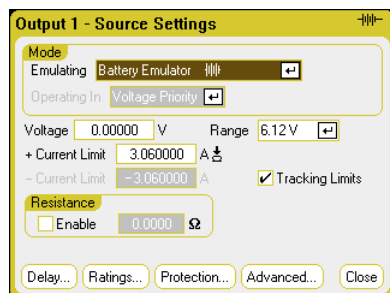 Output 1 - Source Settings
Mode
Emulating Battery Emulator
Operating In Voltage Priority
Voltage 0.00000 V Range 6.12 V
+ Current Limit 3.060000 A
- Current Limit -3.060000 A Tracking Limits
Resistance
Enable 0.0000 Ω
Delay... Ratings... Protection... Advanced... Close